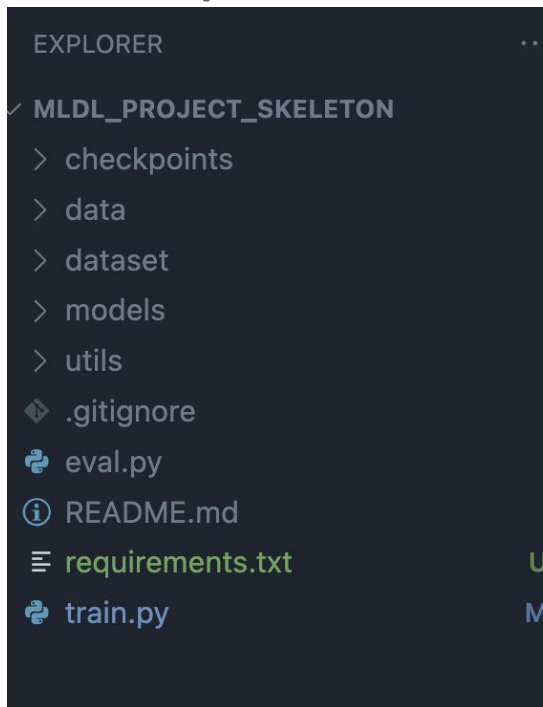 EXPLORER
MLDL_PROJECT_SKELETON
checkpoints
data
dataset
models
utils
.gitignore
eval.py
README.md
requirements.txt U
train.py M